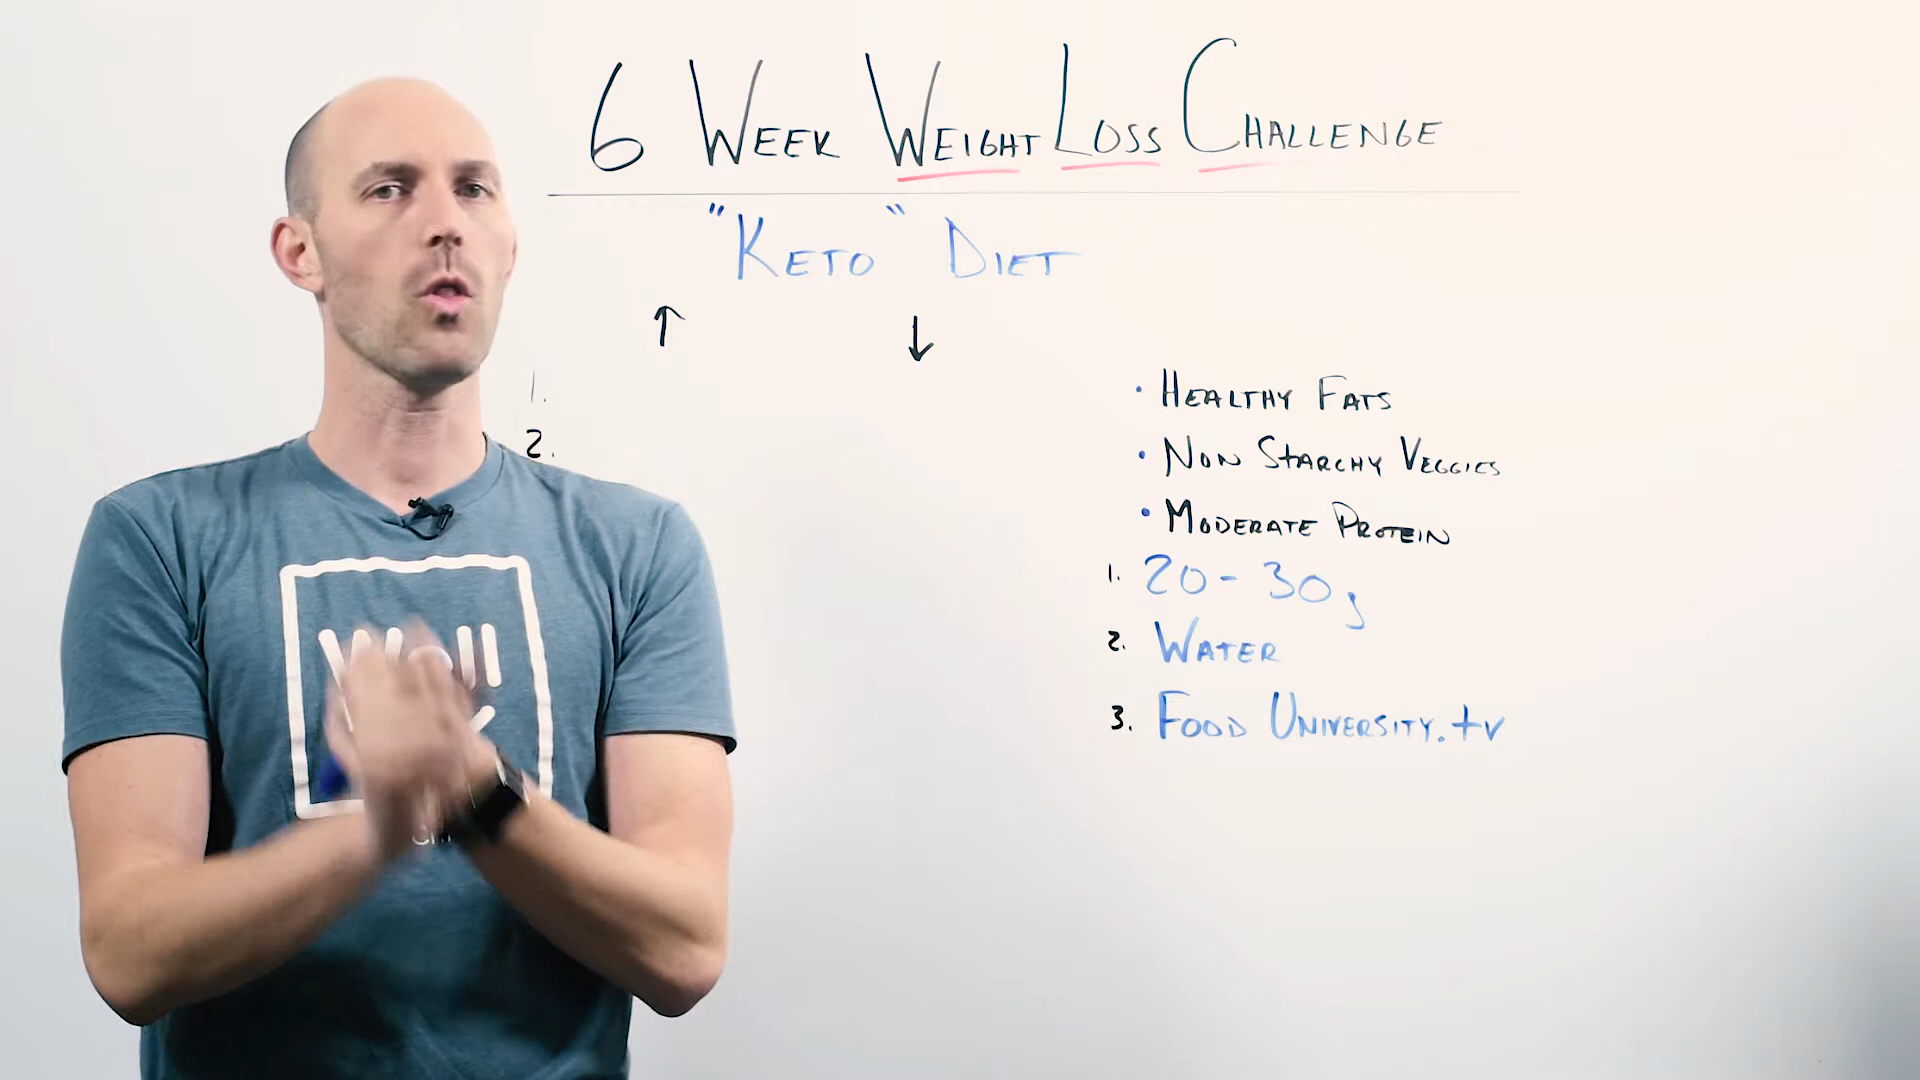 6 WEEK WEIGHT LOSS CHALLENGE
"KETO" DIET
↑ ↓
1.
2.
• HEALTHY FATS
• NON STARCHY VEGGIES
• MODERATE PROTEIN
1. 20-30g
2. WATER
3. FOOD UNIVERSITY.tv